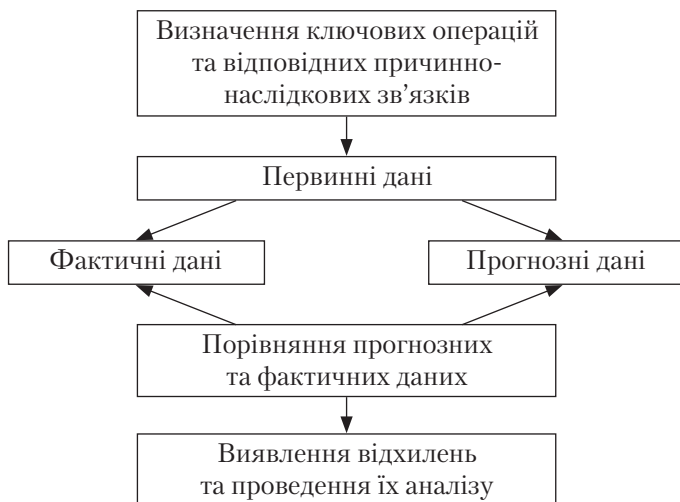 Визначення ключових операцій
та відповідних причинно-
наслідкових зв’язків
Первинні дані
Фактичні дані
Прогнозні дані
Порівняння прогнозних
та фактичних даних
Виявлення відхилень
та проведення їх аналізу